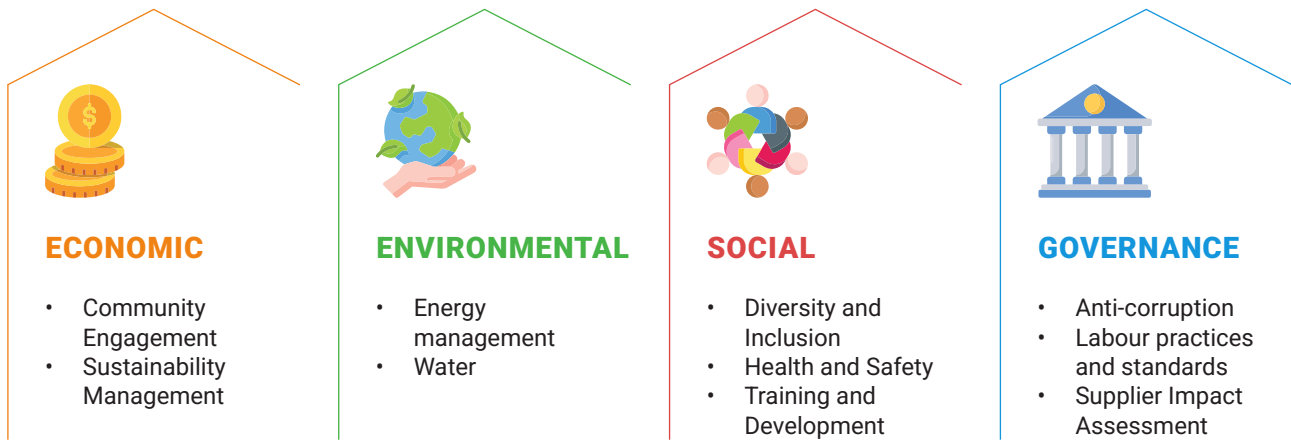 $
ECONOMIC
• Community
Engagement
• Sustainability
Management
ENVIRONMENTAL
• Energy
management
• Water
SOCIAL
• Diversity and
Inclusion
• Health and Safety
• Training and
Development
GOVERNANCE
• Anti-corruption
• Labour practices
and standards
• Supplier Impact
Assessment